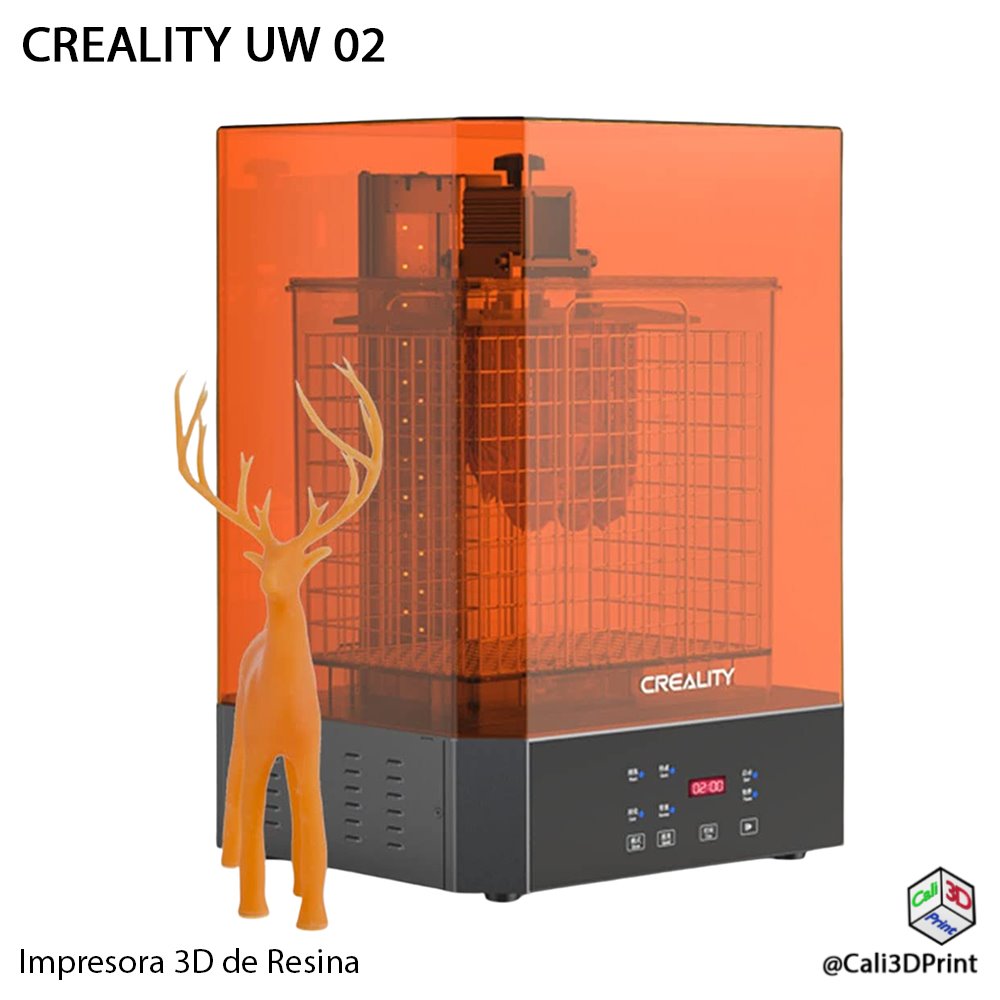 CREALITY UW 02
CREALITY
02:00
Cali
3D
Print
Impresora 3D de Resina
@Cali3DPrint